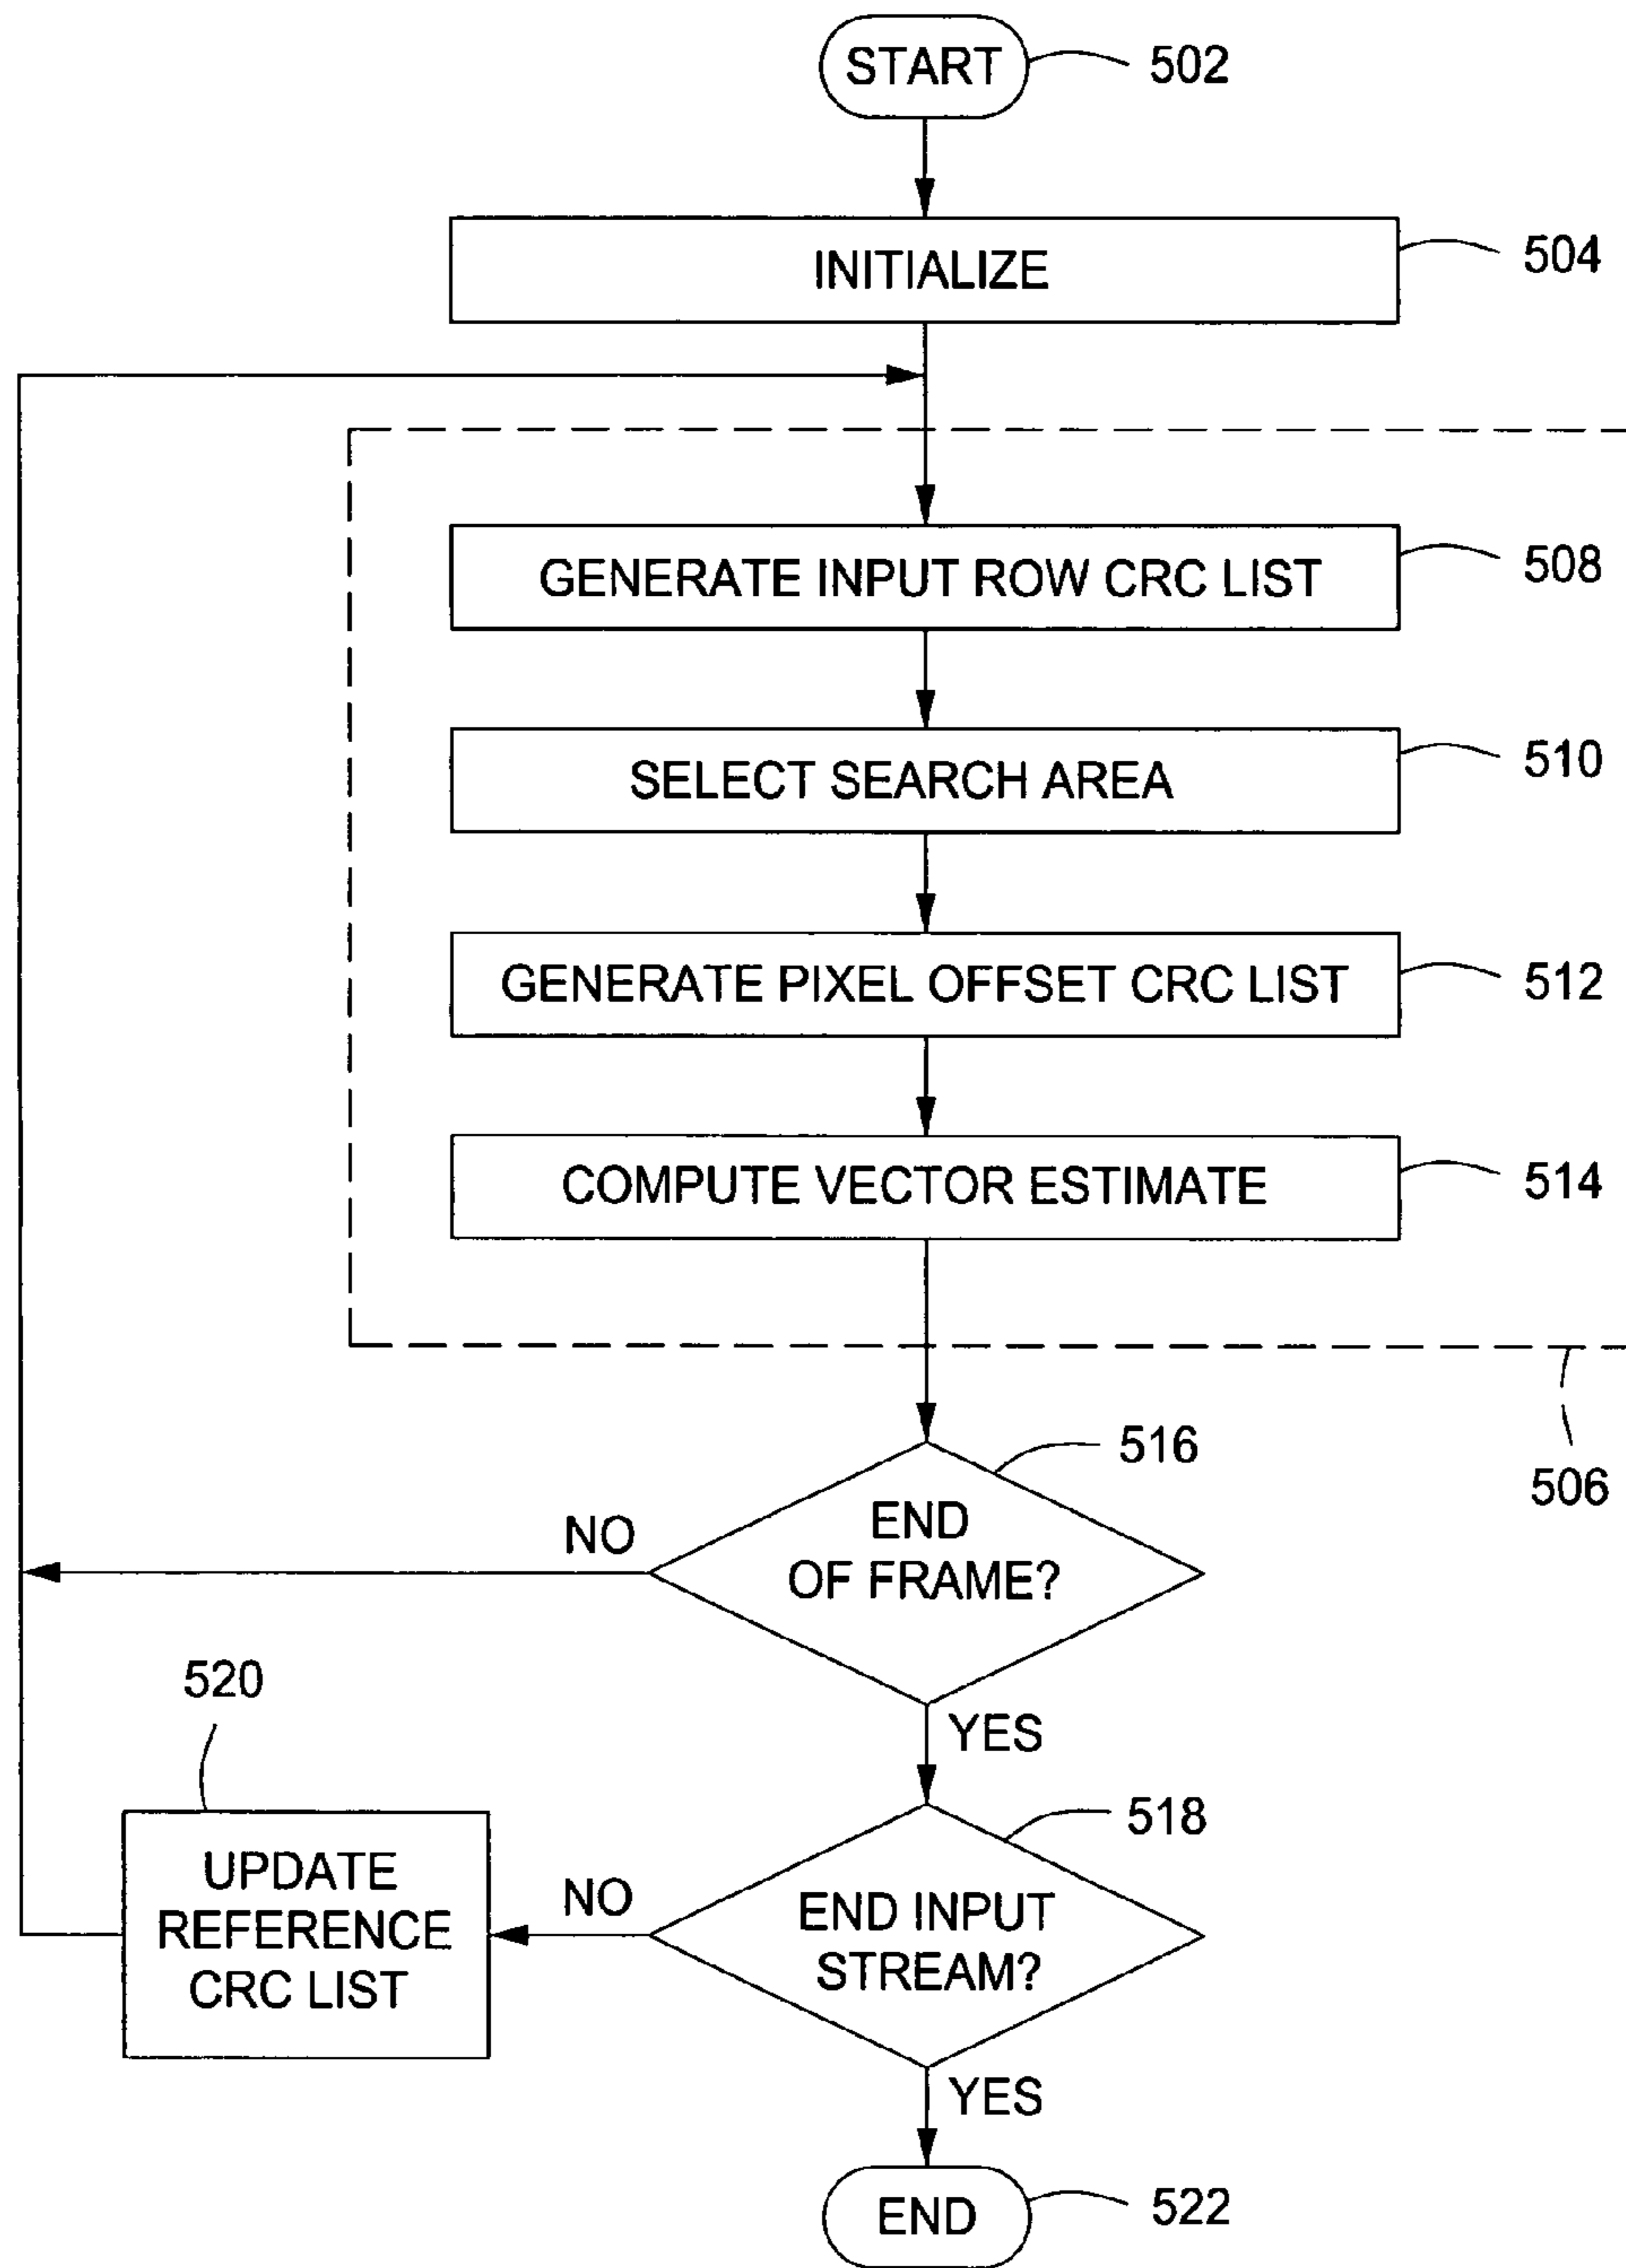 START
502
INITIALIZE
504
GENERATE INPUT ROW CRC LIST
508
SELECT SEARCH AREA
510
GENERATE PIXEL OFFSET CRC LIST
512
COMPUTE VECTOR ESTIMATE
514
506
516
END
OF FRAME?
NO
YES
520
UPDATE
REFERENCE
CRC LIST
NO
518
END INPUT
STREAM?
YES
END
522